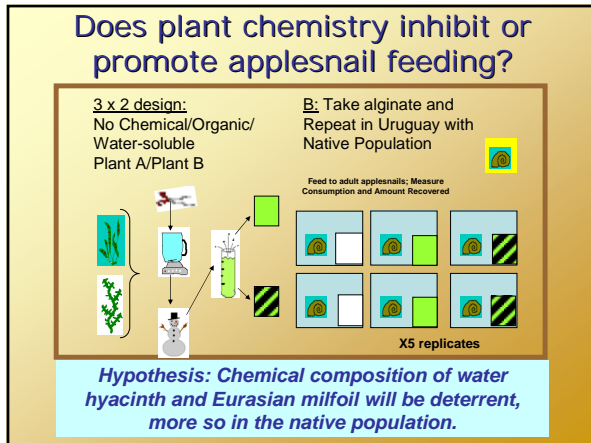 Does plant chemistry inhibit or
promote applesnail feeding?
3 x 2 design:
No Chemical/Organic/
Water-soluble
Plant A/Plant B
B: Take alginate and
Repeat in Uruguay with
Native Population
Feed to adult applesnails; Measure
Consumption and Amount Recovered
X5 replicates
Hypothesis: Chemical composition of water
hyacinth and Eurasian milfoil will be deterrent,
more so in the native population.